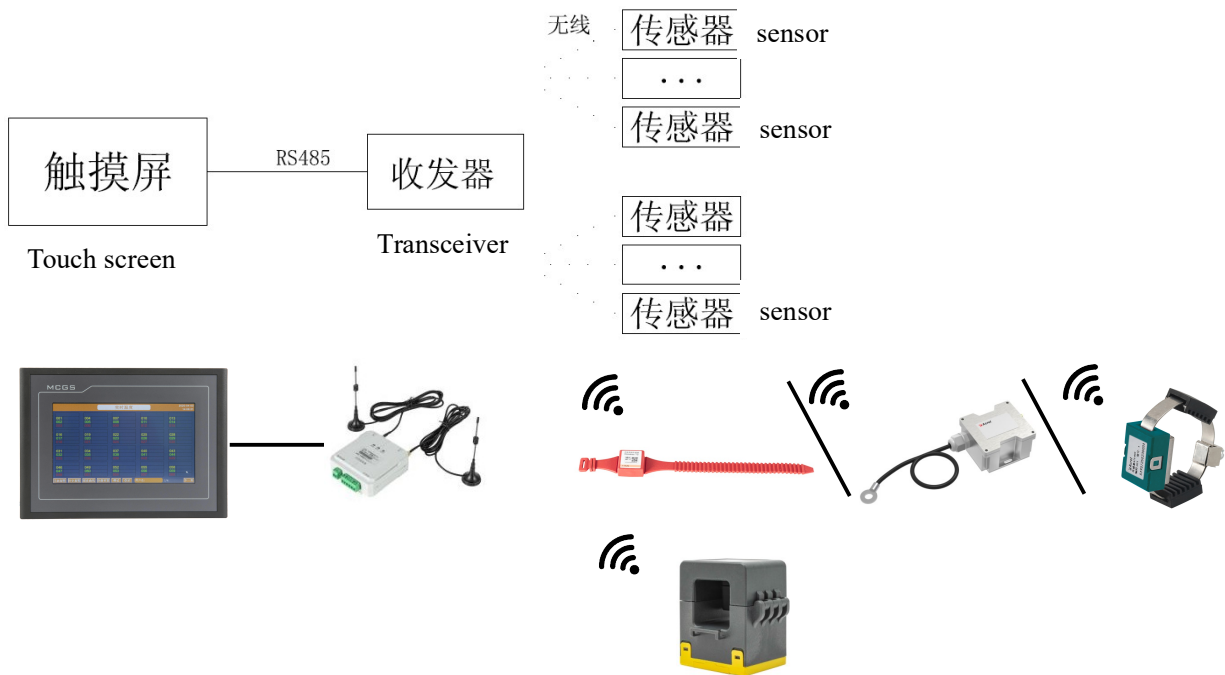 无线
传感器 sensor
···
传感器 sensor
触摸屏
RS485
收发器
Touch screen
Transceiver
传感器
···
传感器 sensor
MCGS